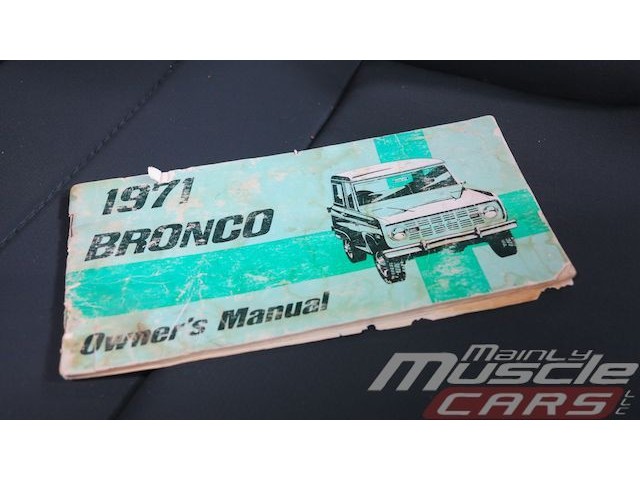 1971
BRONCO
Owner's Manual
MAINLY
MUSCLE
CARS LLC